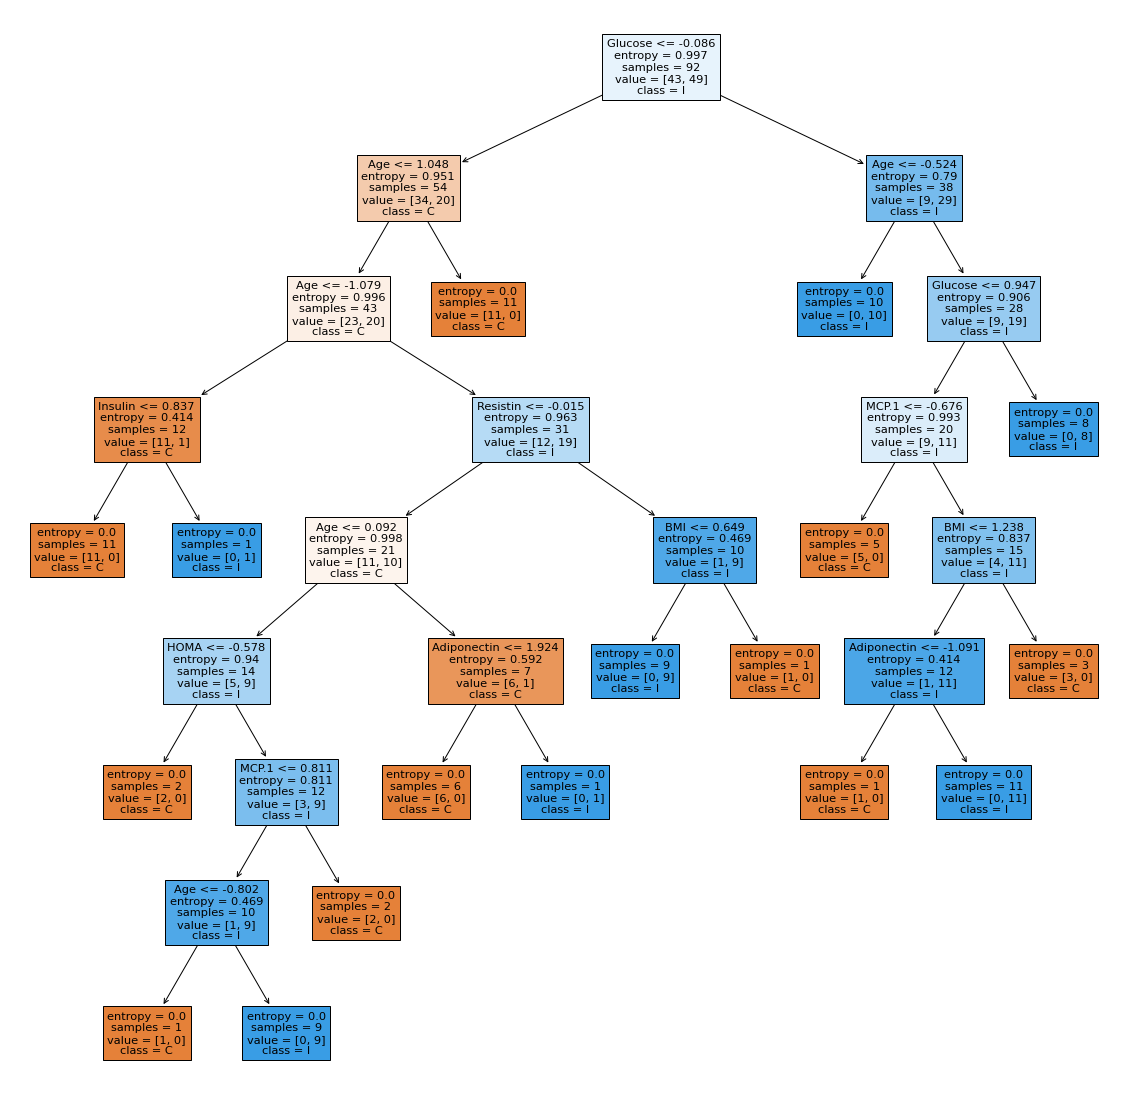 Glucose <= -0.086
entropy = 0.997
samples = 92
value = [43, 49]
class = I
Age <= 1.048
entropy = 0.951
samples = 54
value = [34, 20]
class = C
Age <= -0.524
entropy = 0.79
samples = 38
value = [9, 29]
class = I
Age <= -1.079
entropy = 0.996
samples = 43
value = [23, 20]
class = C
entropy = 0.0
samples = 11
value = [11, 0]
class = C
entropy = 0.0
samples = 10
value = [0, 10]
class = I
Glucose <= 0.947
entropy = 0.906
samples = 28
value = [9, 19]
class = I
Insulin <= 0.837
entropy = 0.414
samples = 12
value = [11, 1]
class = C
Resistin <= -0.015
entropy = 0.963
samples = 31
value = [12, 19]
class = I
MCP.1 <= -0.676
entropy = 0.993
samples = 20
value = [9, 11]
class = I
entropy = 0.0
samples = 8
value = [0, 8]
class = I
entropy = 0.0
samples = 11
value = [11, 0]
class = C
entropy = 0.0
samples = 1
value = [0, 1]
class = I
Age <= 0.092
entropy = 0.998
samples = 21
value = [11, 10]
class = C
BMI <= 0.649
entropy = 0.469
samples = 10
value = [1, 9]
class = I
entropy = 0.0
samples = 5
value = [5, 0]
class = C
BMI <= 1.238
entropy = 0.837
samples = 15
value = [4, 11]
class = I
HOMA <= -0.578
entropy = 0.94
samples = 14
value = [5, 9]
class = I
Adiponectin <= 1.924
entropy = 0.592
samples = 7
value = [6, 1]
class = C
entropy = 0.0
samples = 9
value = [0, 9]
class = I
entropy = 0.0
samples = 1
value = [1, 0]
class = C
Adiponectin <= -1.091
entropy = 0.414
samples = 12
value = [1, 11]
class = I
entropy = 0.0
samples = 3
value = [3, 0]
class = C
entropy = 0.0
samples = 2
value = [2, 0]
class = C
MCP.1 <= 0.811
entropy = 0.811
samples = 12
value = [3, 9]
class = I
entropy = 0.0
samples = 6
value = [6, 0]
class = C
entropy = 0.0
samples = 1
value = [0, 1]
class = I
entropy = 0.0
samples = 1
value = [1, 0]
class = C
entropy = 0.0
samples = 11
value = [0, 11]
class = I
Age <= -0.802
entropy = 0.469
samples = 10
value = [1, 9]
class = I
entropy = 0.0
samples = 2
value = [2, 0]
class = C
entropy = 0.0
samples = 1
value = [1, 0]
class = C
entropy = 0.0
samples = 9
value = [0, 9]
class = I